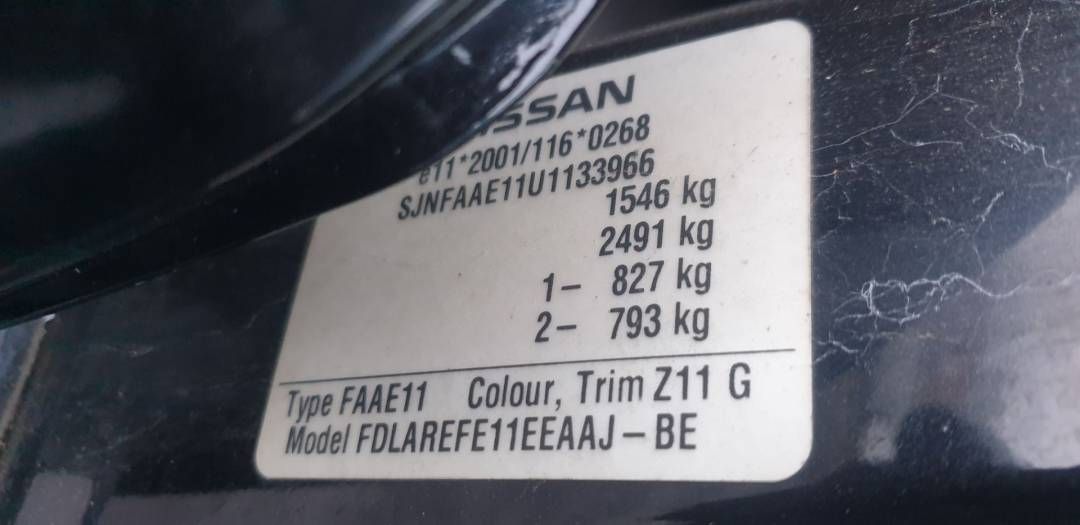 NISSAN
e11*2001/116*0268
SJNFAAE11U1133966
1546 kg
2491 kg
1– 827 kg
2– 793 kg
Type FAAE11 Colour, Trim Z11 G
Model FDLAREFE11EEAAJ – BE